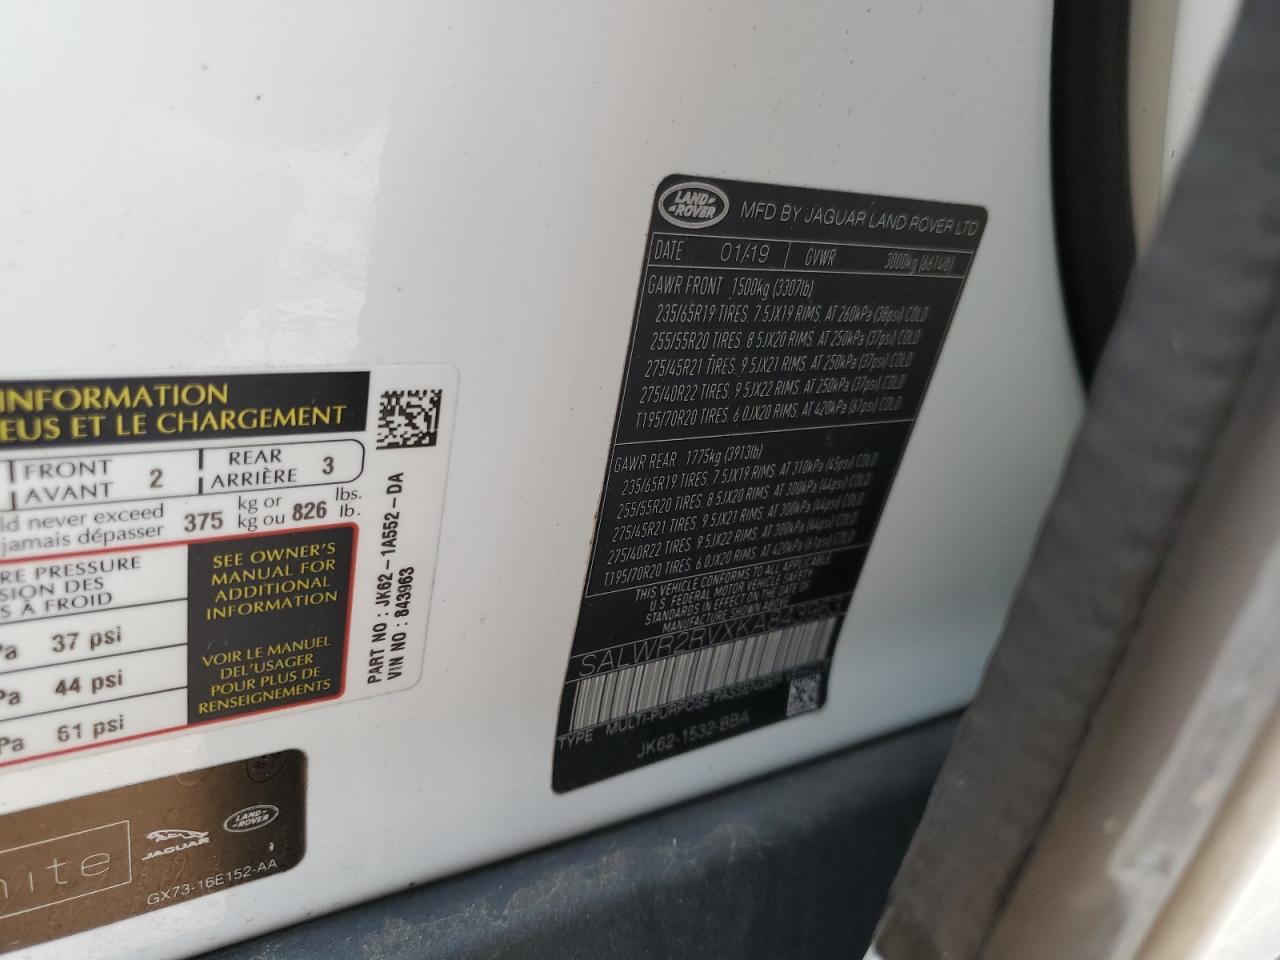 INFORMATION
EUS ET LE CHARGEMENT
FRONT
AVANT 2
REAR
ARRIÈRE 3
ld never exceed
jamais dépasser 375 kg or
kg ou 826 lbs.
lb.
RE PRESSURE
SION DES
S À FROID
Pa 37 psi
Pa 44 psi
Pa 61 psi
SEE OWNER'S
MANUAL FOR
ADDITIONAL
INFORMATION
VOIR LE MANUEL
DEL'USAGER
POUR PLUS DE
RENSEIGNEMENTS
PART NO : JK62-1A552-DA
VIN NO : 843963
nite
JAGUAR
LAND ROVER
GX73-16E152-AA
LAND ROVER
MFD BY JAGUAR LAND ROVER LTD
DATE 01/19 GVWR 3000kg (6614lb)
GAWR FRONT 1500kg (3307lb)
235/65R19 TIRES, 7.5JX19 RIMS, AT 260kPa (38psi) COLD
255/55R20 TIRES, 8.5JX20 RIMS, AT 250kPa (37psi) COLD
275/45R21 TIRES, 9.5JX21 RIMS, AT 250kPa (37psi) COLD
275/40R22 TIRES, 9.5JX22 RIMS, AT 250kPa (37psi) COLD
T195/70R20 TIRES, 6.0JX20 RIMS, AT 420kPa (61psi) COLD
GAWR REAR 1775kg (3913lb)
235/65R19 TIRES, 7.5JX19 RIMS, AT 310kPa (45psi) COLD
255/55R20 TIRES, 8.5JX20 RIMS, AT 300kPa (44psi) COLD
275/45R21 TIRES, 9.5JX21 RIMS, AT 300kPa (44psi) COLD
275/40R22 TIRES, 9.5JX22 RIMS, AT 300kPa (44psi) COLD
T195/70R20 TIRES, 6.0JX20 RIMS, AT 420kPa (61psi) COLD
THIS VEHICLE CONFORMS TO ALL APPLICABLE
U.S. FEDERAL MOTOR VEHICLE SAFETY
STANDARDS IN EFFECT ON THE DATE OF
MANUFACTURE SHOWN ABOVE
SALWR2RVXKA843963
TYPE MULTI-PURPOSE PASSENGER
JK62-1532-BBA